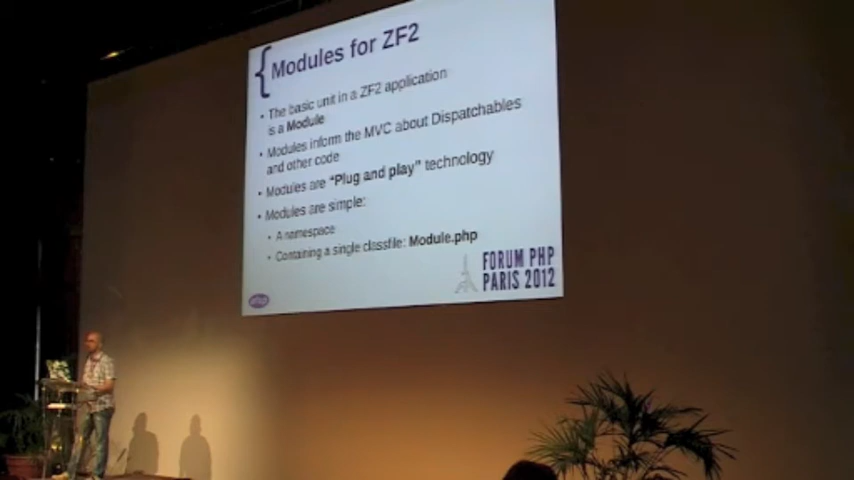 { Modules for ZF2
• The basic unit in a ZF2 application
is a Module
• Modules inform the MVC about Dispatchables
and other code
• Modules are “Plug and play” technology
• Modules are simple:
• A namespace
• Containing a single classfile: Module.php
FORUM PHP
PARIS 2012